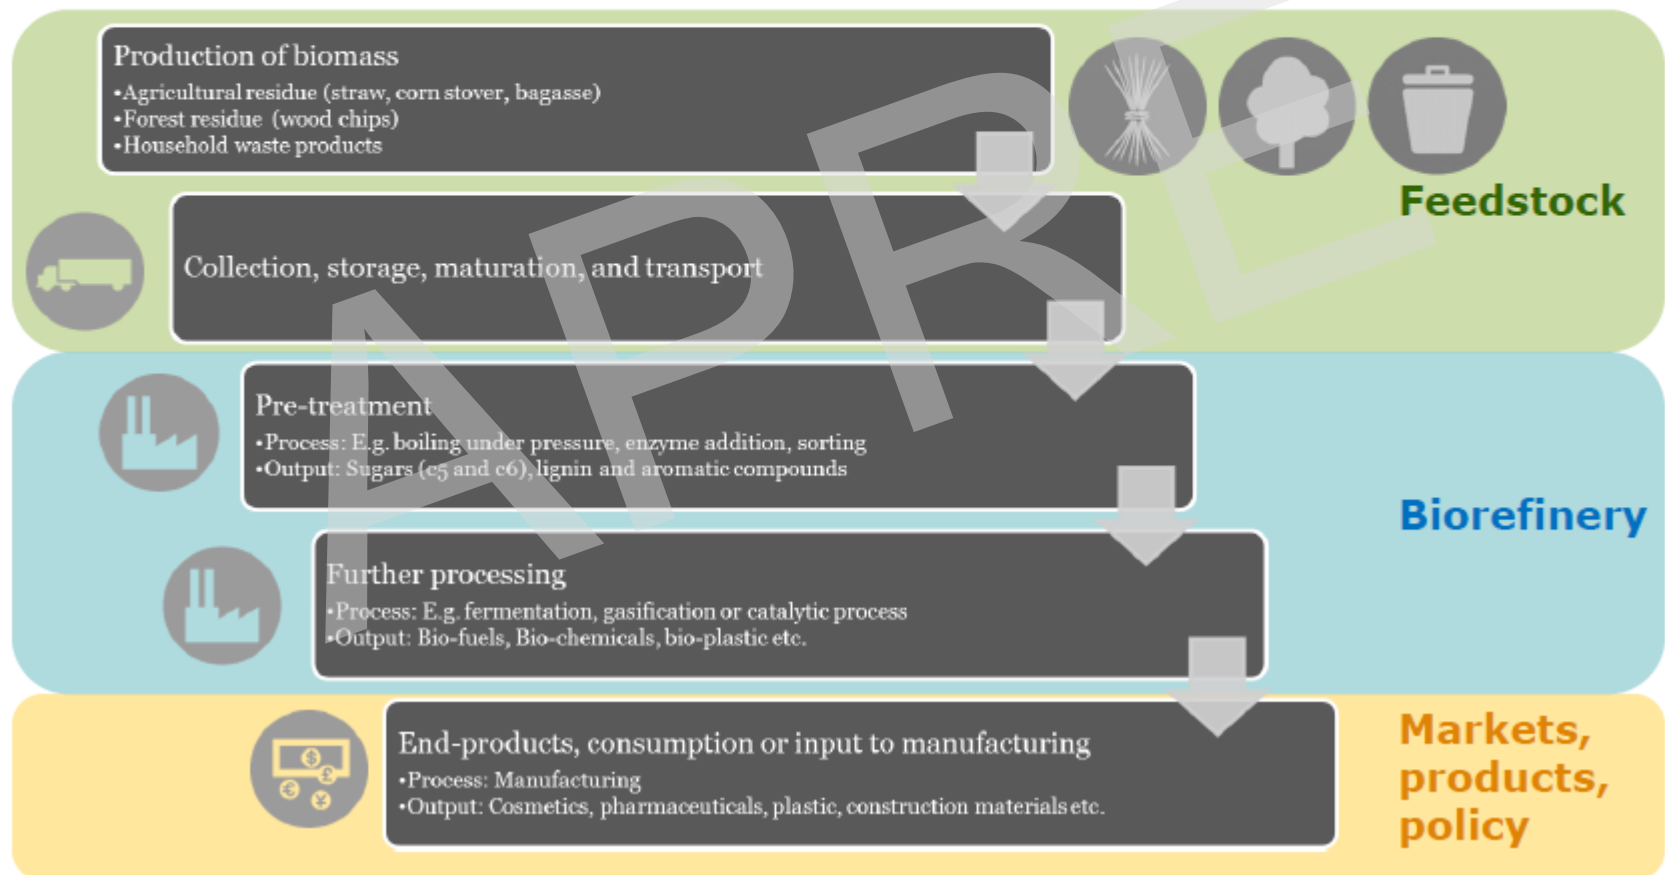 Production of biomass
•Agricultural residue (straw, corn stover, bagasse)
•Forest residue (wood chips)
•Household waste products
Feedstock
Collection, storage, maturation, and transport
Pre-treatment
•Process: E.g. boiling under pressure, enzyme addition, sorting
•Output: Sugars (c5 and c6), lignin and aromatic compounds
Biorefinery
Further processing
•Process: E.g. fermentation, gasification or catalytic process
•Output: Bio-fuels, Bio-chemicals, bio-plastic etc.
End-products, consumption or input to manufacturing
•Process: Manufacturing
•Output: Cosmetics, pharmaceuticals, plastic, construction materials etc.
Markets,
products,
policy
$
£
€
¥
APRE